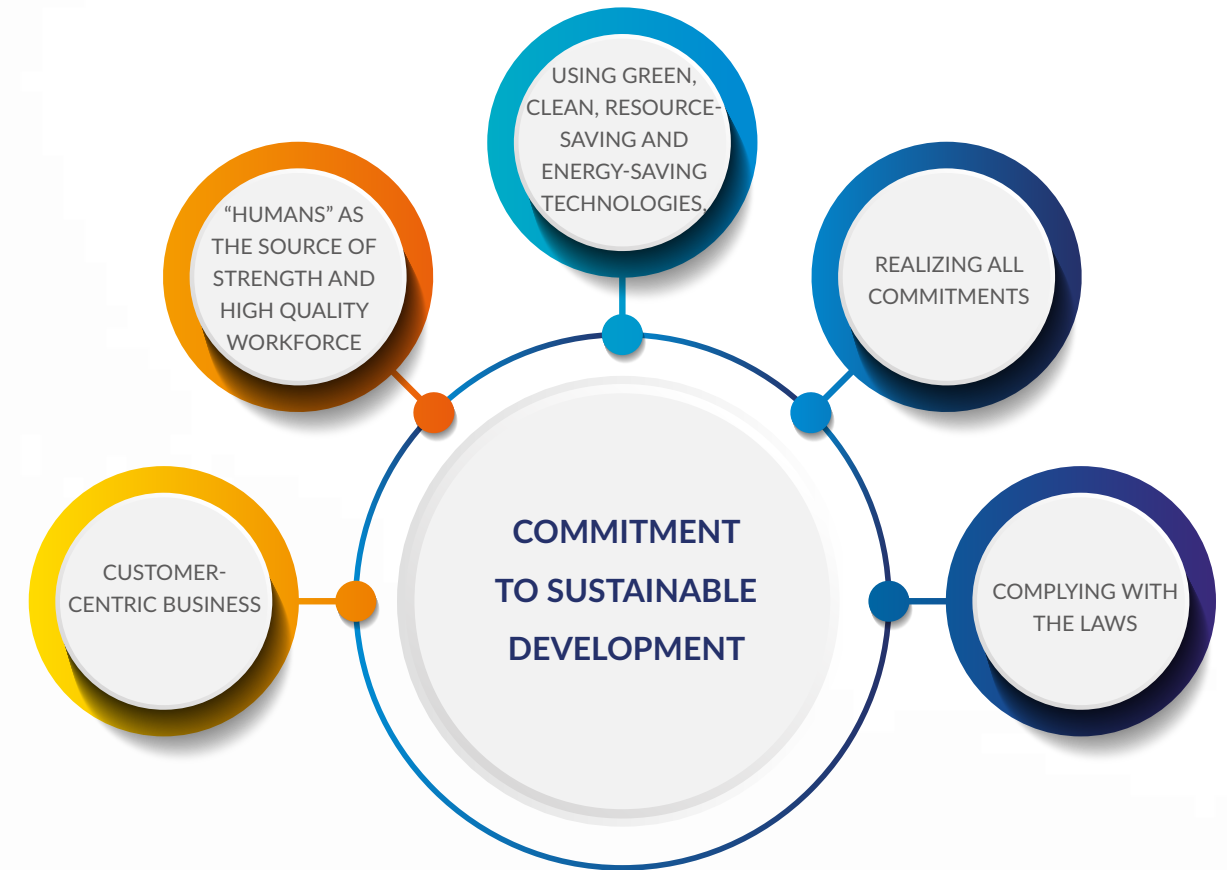 USING GREEN,
CLEAN, RESOURCE-
SAVING AND
ENERGY-SAVING
TECHNOLOGIES,
“HUMANS” AS
THE SOURCE OF
STRENGTH AND
HIGH QUALITY
WORKFORCE
REALIZING ALL
COMMITMENTS
CUSTOMER-
CENTRIC BUSINESS
COMMITMENT
TO SUSTAINABLE
DEVELOPMENT
COMPLYING WITH
THE LAWS